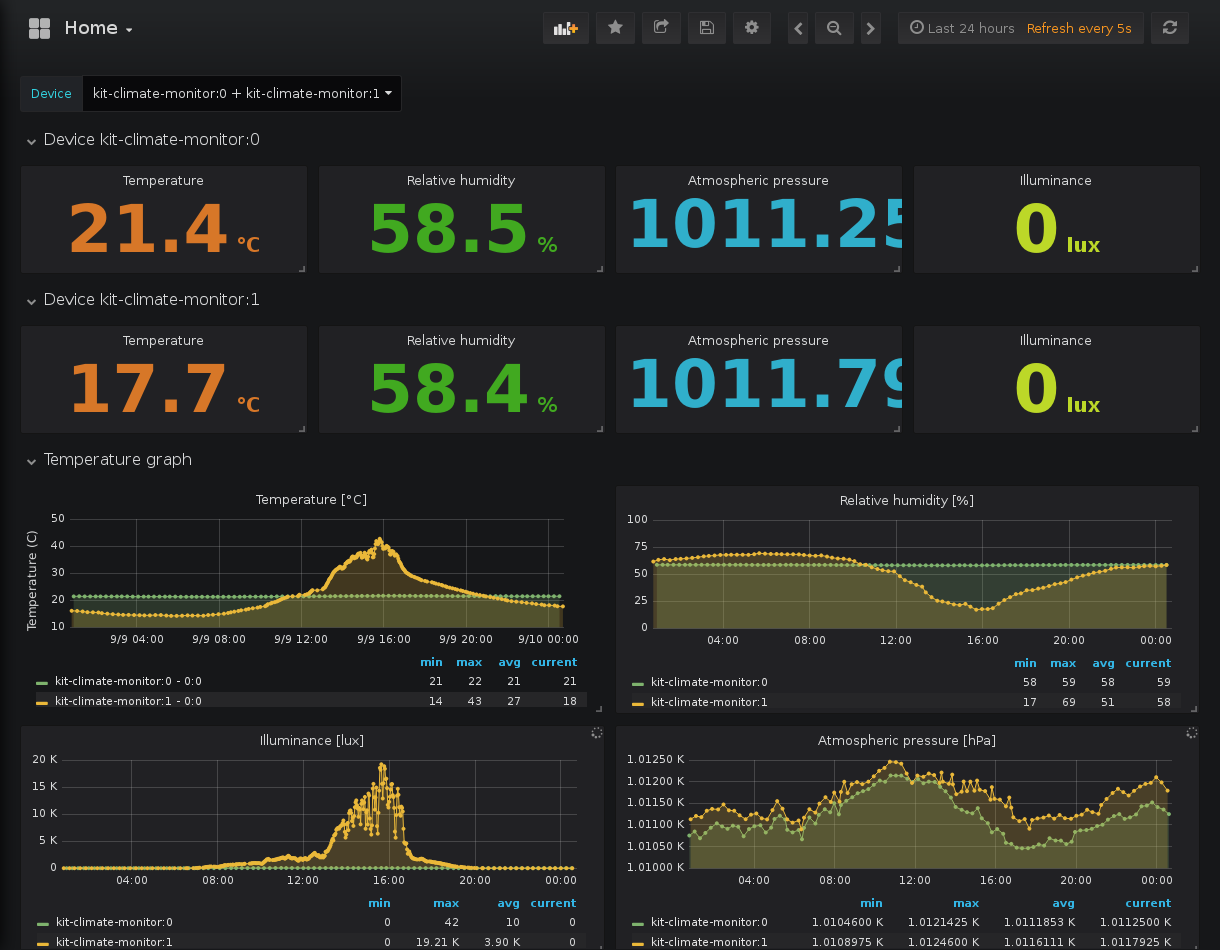 Home
Last 24 hours Refresh every 5s
Device kit-climate-monitor:0 + kit-climate-monitor:1
Device kit-climate-monitor:0
Temperature Relative humidity Atmospheric pressure Illuminance
21.4 °C 58.5 % 1011.25 0 lux
Device kit-climate-monitor:1
Temperature Relative humidity Atmospheric pressure Illuminance
17.7 °C 58.4 % 1011.79 0 lux
Temperature graph
Temperature [°C]
Temperature (C)
50
40
30
20
10
9/9 04:00 9/9 08:00 9/9 12:00 9/9 16:00 9/9 20:00 9/10 00:00
min max avg current
kit-climate-monitor:0 - 0:0 21 22 21 21
kit-climate-monitor:1 - 0:0 14 43 27 18
Relative humidity [%]
100
75
50
25
0
04:00 08:00 12:00 16:00 20:00 00:00
min max avg current
kit-climate-monitor:0 58 59 58 59
kit-climate-monitor:1 17 69 51 58
Illuminance [lux]
20 K
15 K
10 K
5 K
0
04:00 08:00 12:00 16:00 20:00 00:00
min max avg current
kit-climate-monitor:0 0 42 10 0
kit-climate-monitor:1 0 19.21 K 3.90 K 0
Atmospheric pressure [hPa]
1.01250 K
1.01200 K
1.01150 K
1.01100 K
1.01050 K
1.01000 K
04:00 08:00 12:00 16:00 20:00 00:00
min max avg current
kit-climate-monitor:0 1.0104600 K 1.0121425 K 1.0111853 K 1.0112500 K
kit-climate-monitor:1 1.0108975 K 1.0124600 K 1.0116111 K 1.0117925 K